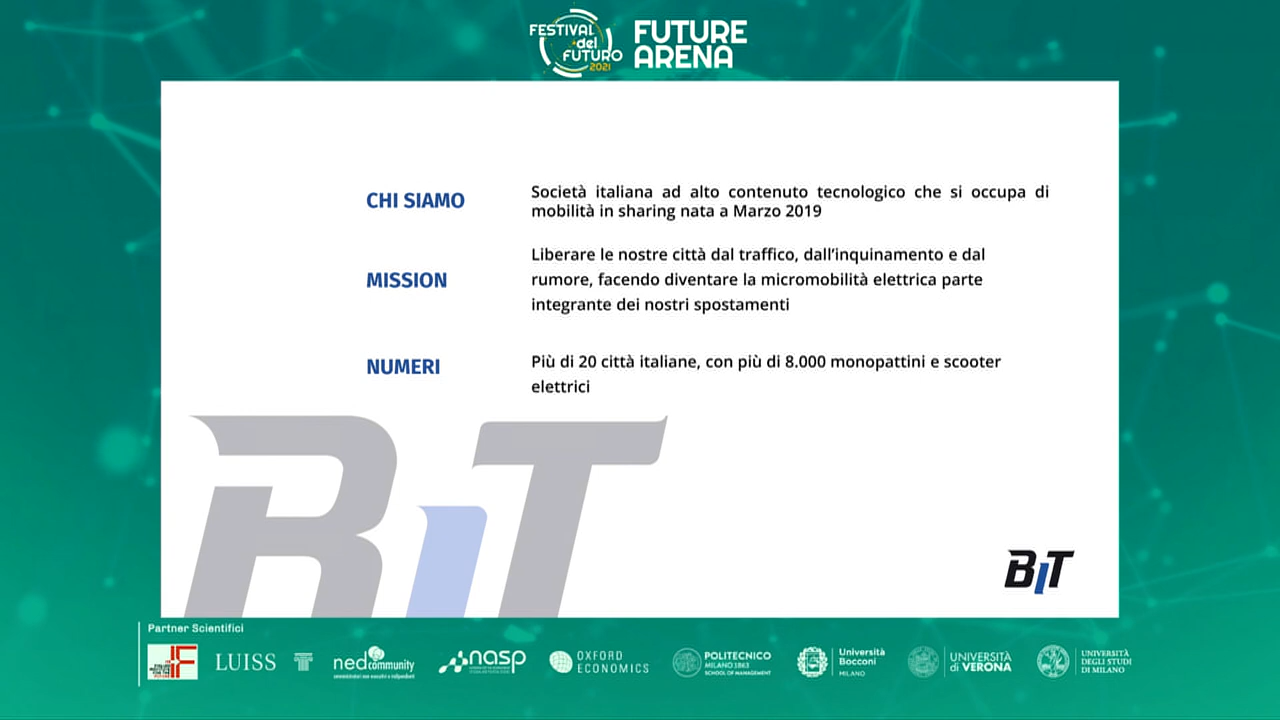 FESTIVAL
del
FUTURO
2021
FUTURE
ARENA
CHI SIAMO
Società italiana ad alto contenuto tecnologico che si occupa di
mobilità in sharing nata a Marzo 2019
MISSION
Liberare le nostre città dal traffico, dall'inquinamento e dal
rumore, facendo diventare la micromobilità elettrica parte
integrante dei nostri spostamenti
NUMERI
Più di 20 città italiane, con più di 8.000 monopattini e scooter
elettrici
BiT
BiT
Partner Scientifici
LUISS
nedcommunity
nasp
OXFORD
ECONOMICS
POLITECNICO
MILANO 1863
SCHOOL OF MANAGEMENT
Università
Bocconi
MILANO
UNIVERSITÀ
di VERONA
UNIVERSITÀ
DEGLI STUDI
DI MILANO